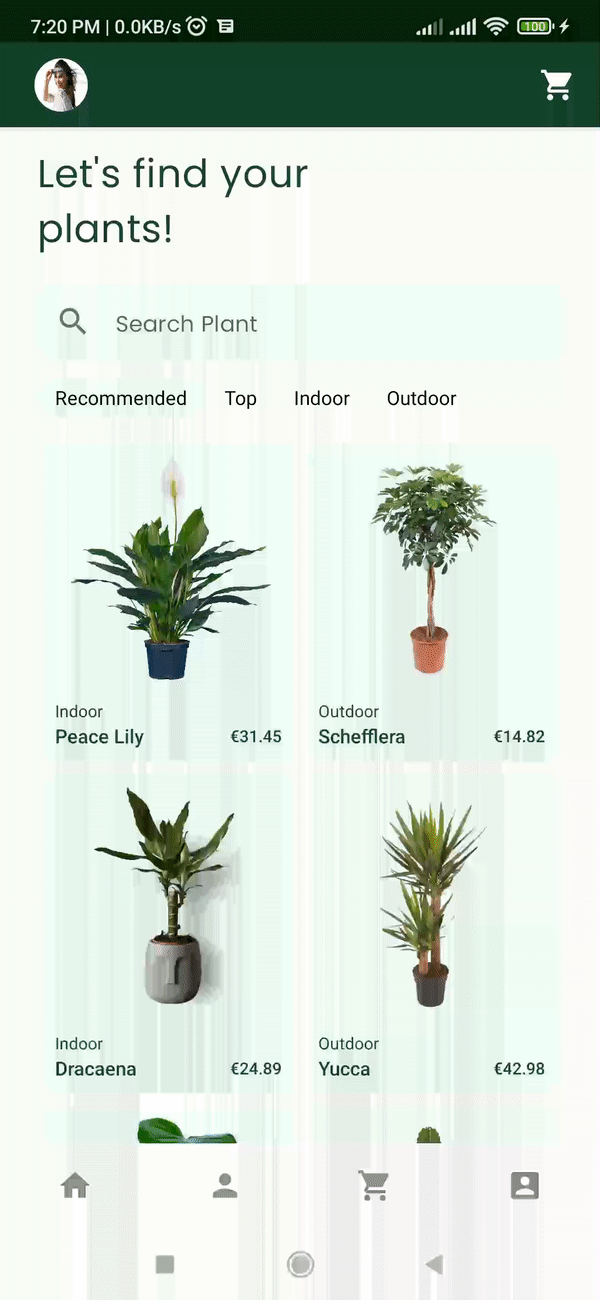 7:20 PM | 0.0KB/s
100
Let's find your
plants!
Search Plant
Recommended Top Indoor Outdoor
Indoor
Peace Lily €31.45
Outdoor
Schefflera €14.82
Indoor
Dracaena €24.89
Outdoor
Yucca €42.98